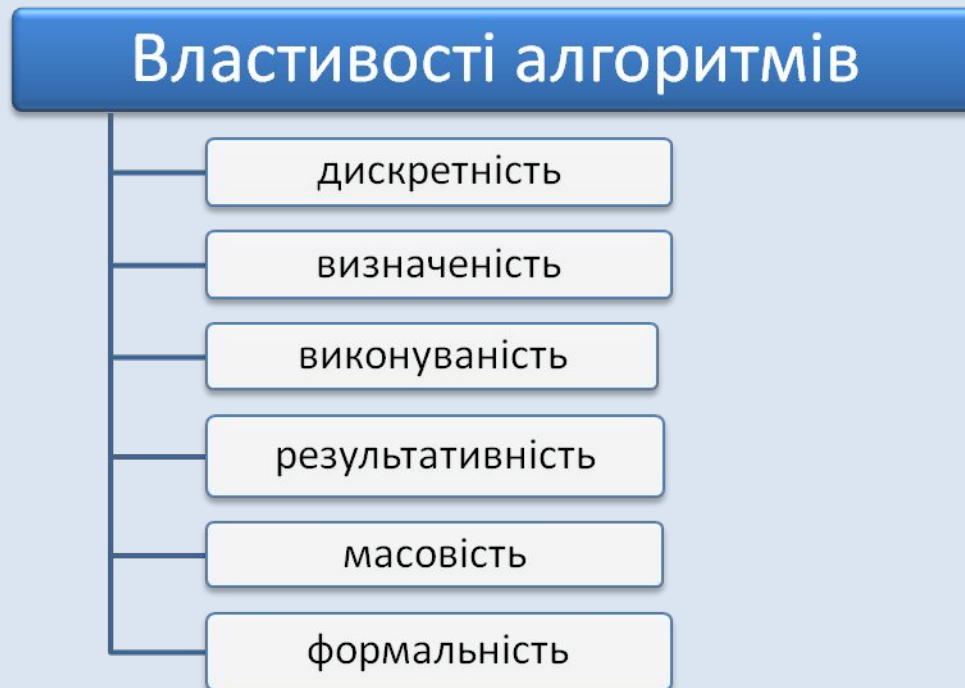 Властивості алгоритмів
дискретність
визначеність
виконуваність
результативність
масовість
формальність